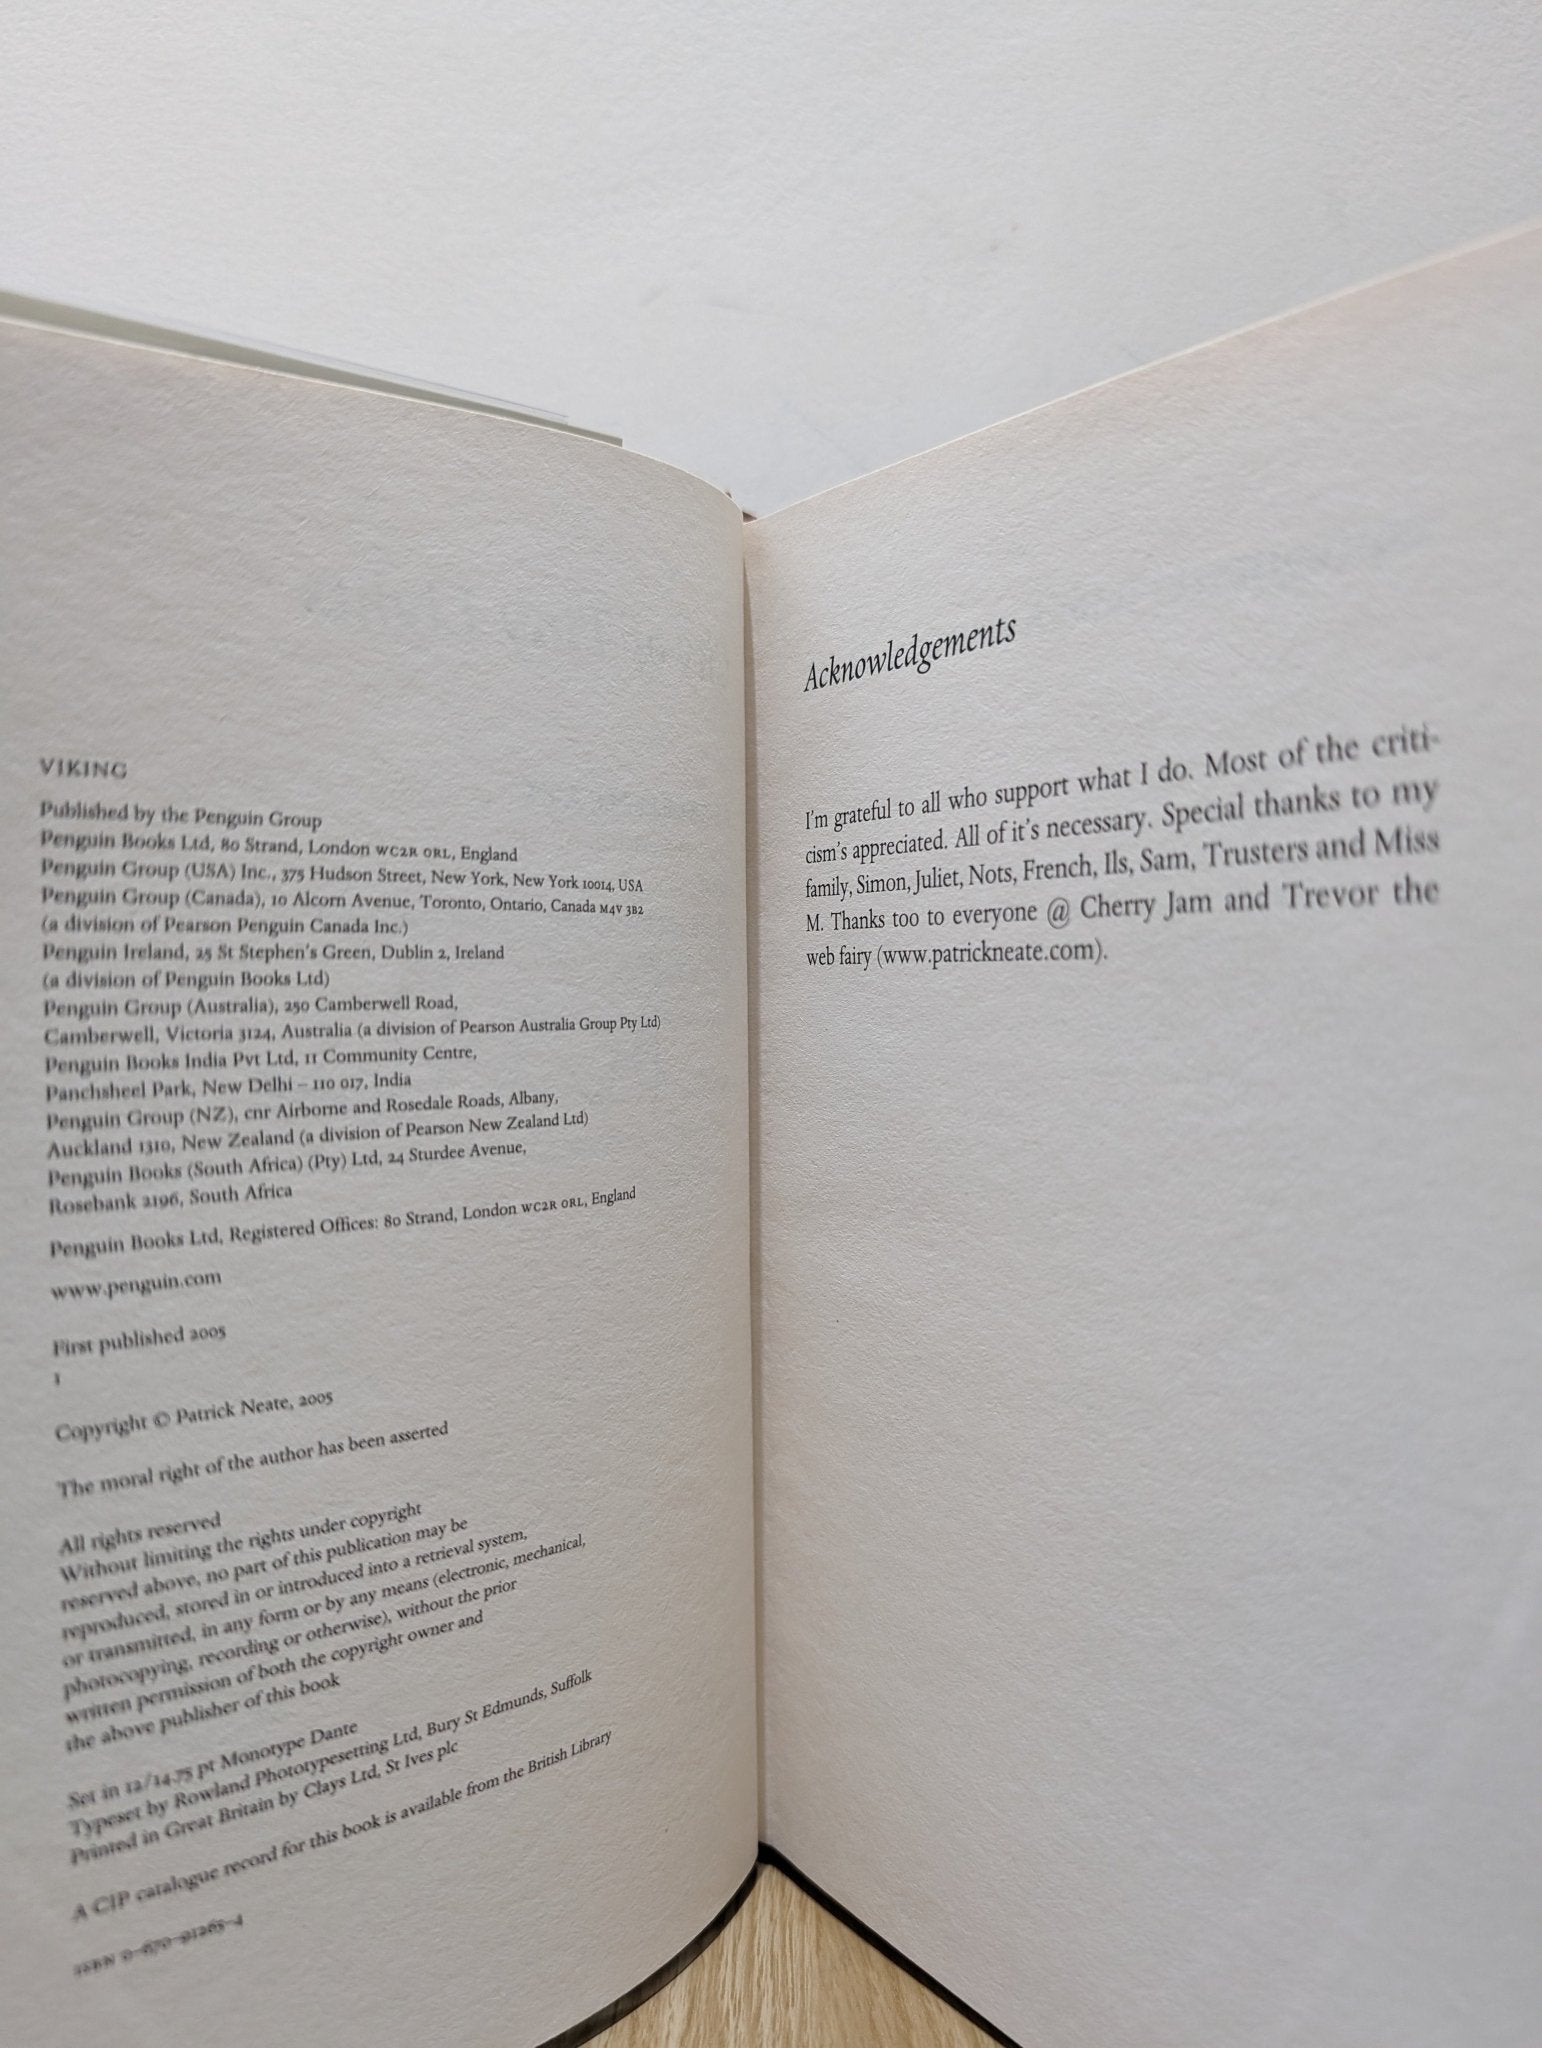 VIKING
Published by the Penguin Group
Penguin Books Ltd, 80 Strand, London WC2R 0RL, England
Penguin Group (USA) Inc., 375 Hudson Street, New York, New York 10014, USA
Penguin Group (Canada), 10 Alcorn Avenue, Toronto, Ontario, Canada M4V 3B2
(a division of Pearson Penguin Canada Inc.)
Penguin Ireland, 25 St Stephen's Green, Dublin 2, Ireland
(a division of Penguin Books Ltd)
Penguin Group (Australia), 250 Camberwell Road,
Camberwell, Victoria 3124, Australia (a division of Pearson Australia Group Pty Ltd)
Penguin Books India Pvt Ltd, 11 Community Centre,
Panchsheel Park, New Delhi – 110 017, India
Penguin Group (NZ), cnr Airborne and Rosedale Roads, Albany,
Auckland 1310, New Zealand (a division of Pearson New Zealand Ltd)
Penguin Books (South Africa) (Pty) Ltd, 24 Sturdee Avenue,
Rosebank 2196, South Africa
Penguin Books Ltd, Registered Offices: 80 Strand, London WC2R 0RL, England
www.penguin.com
First published 2005
1
Copyright © Patrick Neate, 2005
The moral right of the author has been asserted
All rights reserved
Without limiting the rights under copyright
reserved above, no part of this publication may be
reproduced, stored in or introduced into a retrieval system,
or transmitted, in any form or by any means (electronic, mechanical,
photocopying, recording or otherwise), without the prior
written permission of both the copyright owner and
the above publisher of this book
Set in 12/14.75 pt Monotype Dante
Typeset by Rowland Phototypesetting Ltd, Bury St Edmunds, Suffolk
Printed in Great Britain by Clays Ltd, St Ives plc
A CIP catalogue record for this book is available from the British Library
ISBN 0–670–91265–4
Acknowledgements
I'm grateful to all who support what I do. Most of the criti-
cism's appreciated. All of it's necessary. Special thanks to my
family, Simon, Juliet, Nots, French, Ils, Sam, Trusters and Miss
M. Thanks too to everyone @ Cherry Jam and Trevor the
web fairy (www.patrickneate.com).